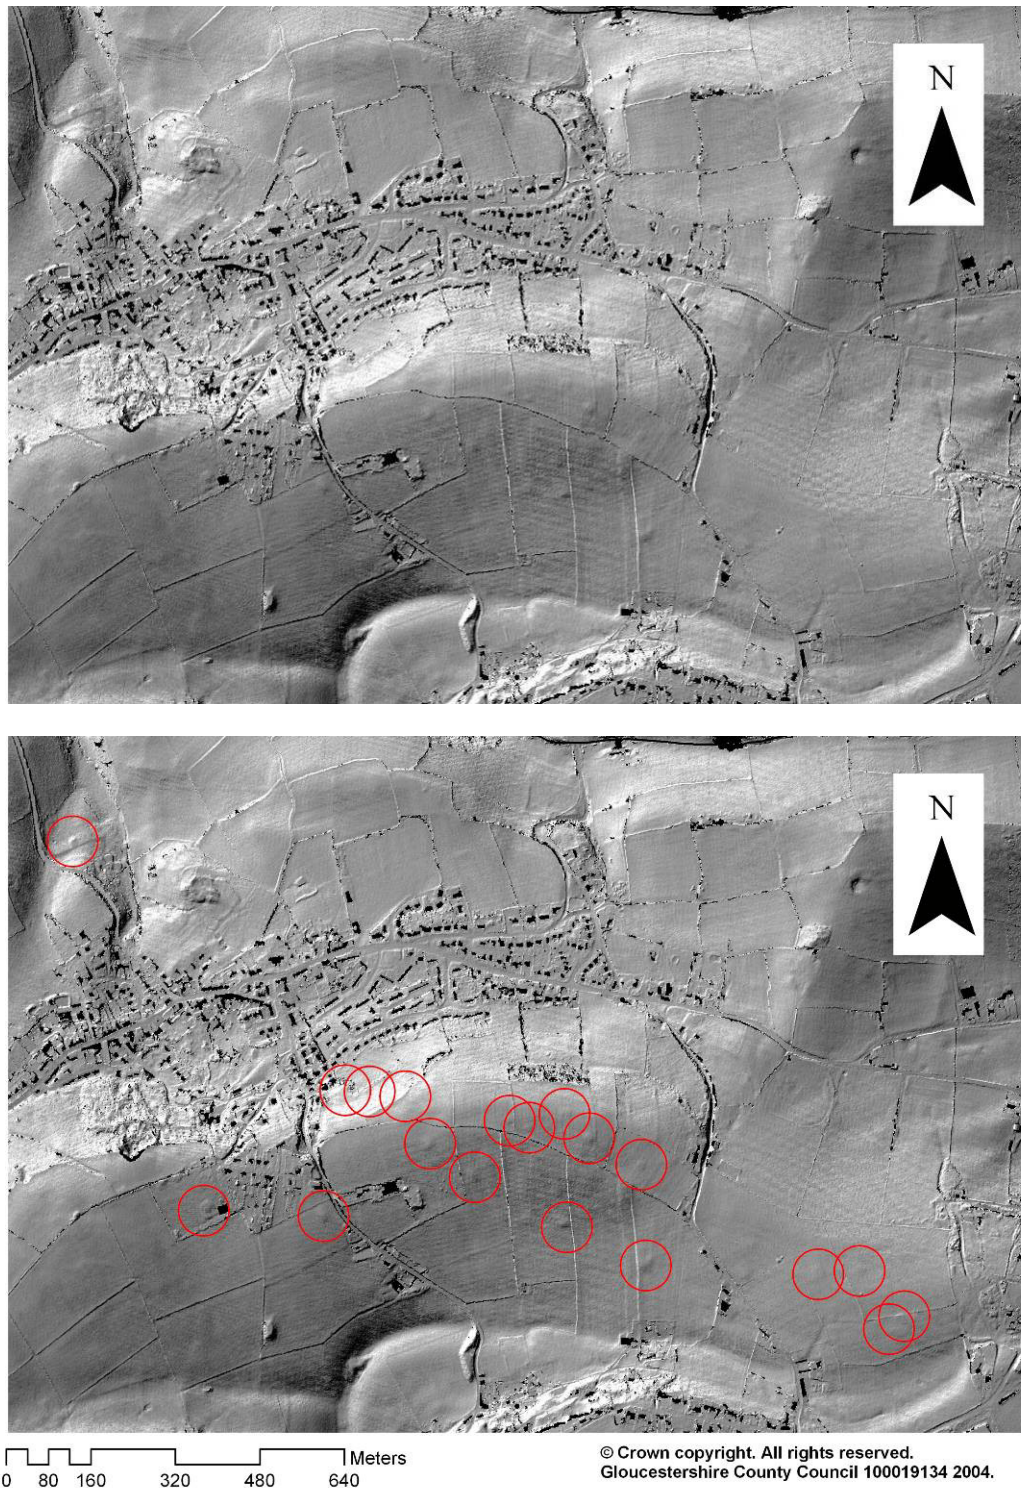 N
N
Meters
0 80 160 320 480 640
© Crown copyright. All rights reserved.
Gloucestershire County Council 100019134 2004.